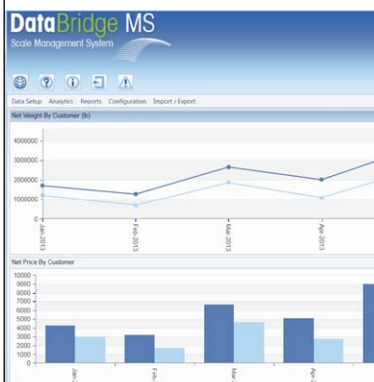 DataBridge MS
Scale Management System
Data Setup Analytics Reports Configuration Import / Export
Net Weight By Customer (lb)
4000000
3000000
2000000
1000000
0
Jan-2013
Feb-2013
Mar-2013
Apr-2013
Net Price By Customer
10000
9000
8000
7000
6000
5000
4000
3000
2000
1000
0